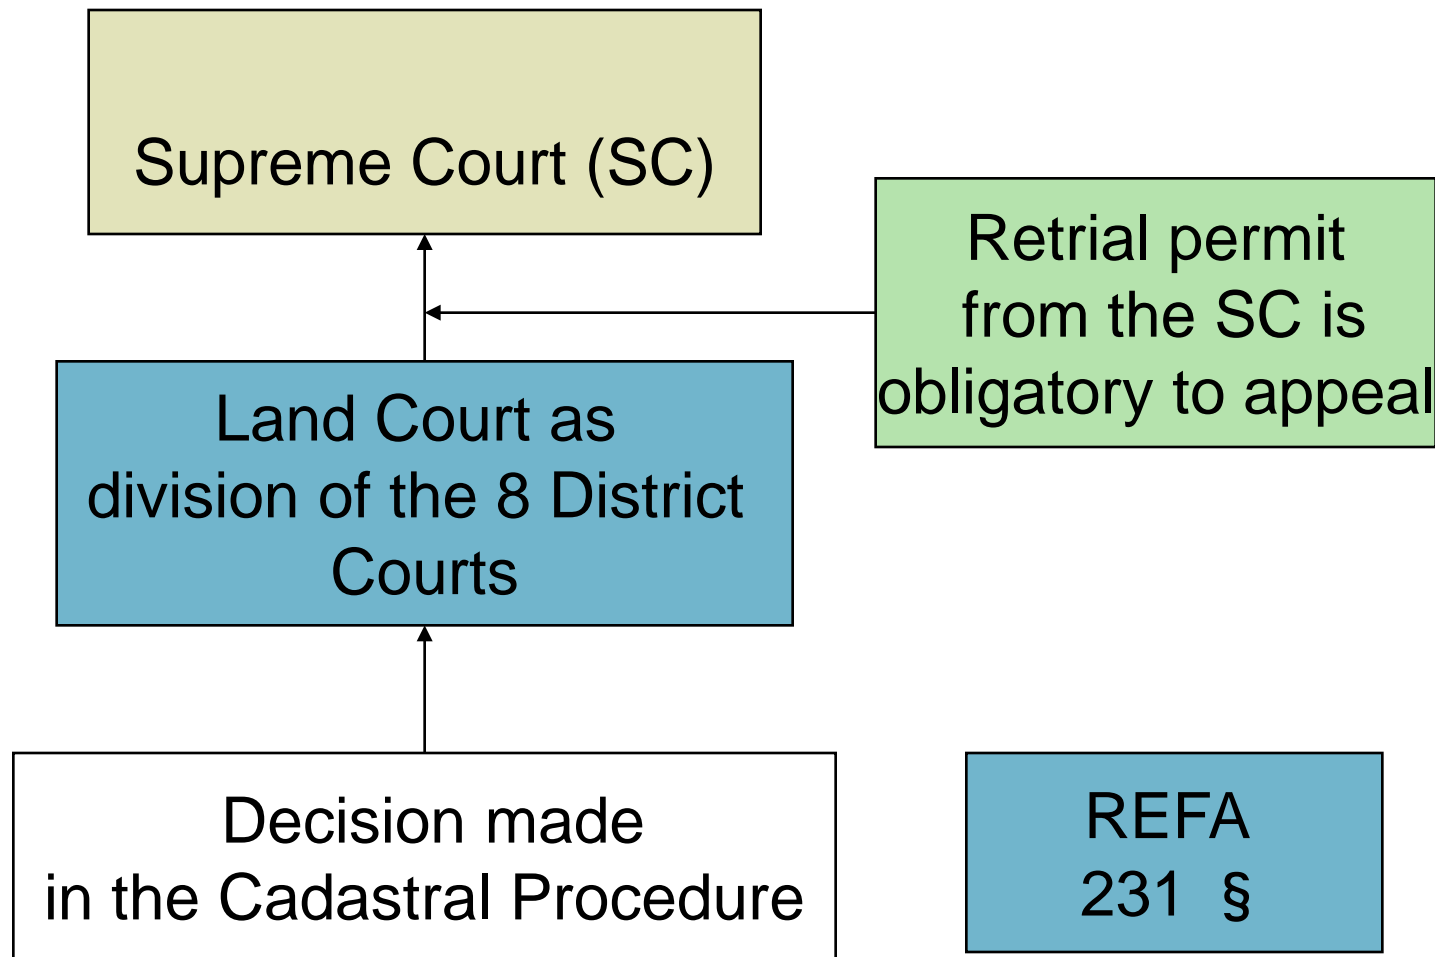 Supreme Court (SC)
Retrial permit
from the SC is
obligatory to appeal
Land Court as
division of the 8 District
Courts
Decision made
in the Cadastral Procedure
REFA
231 §